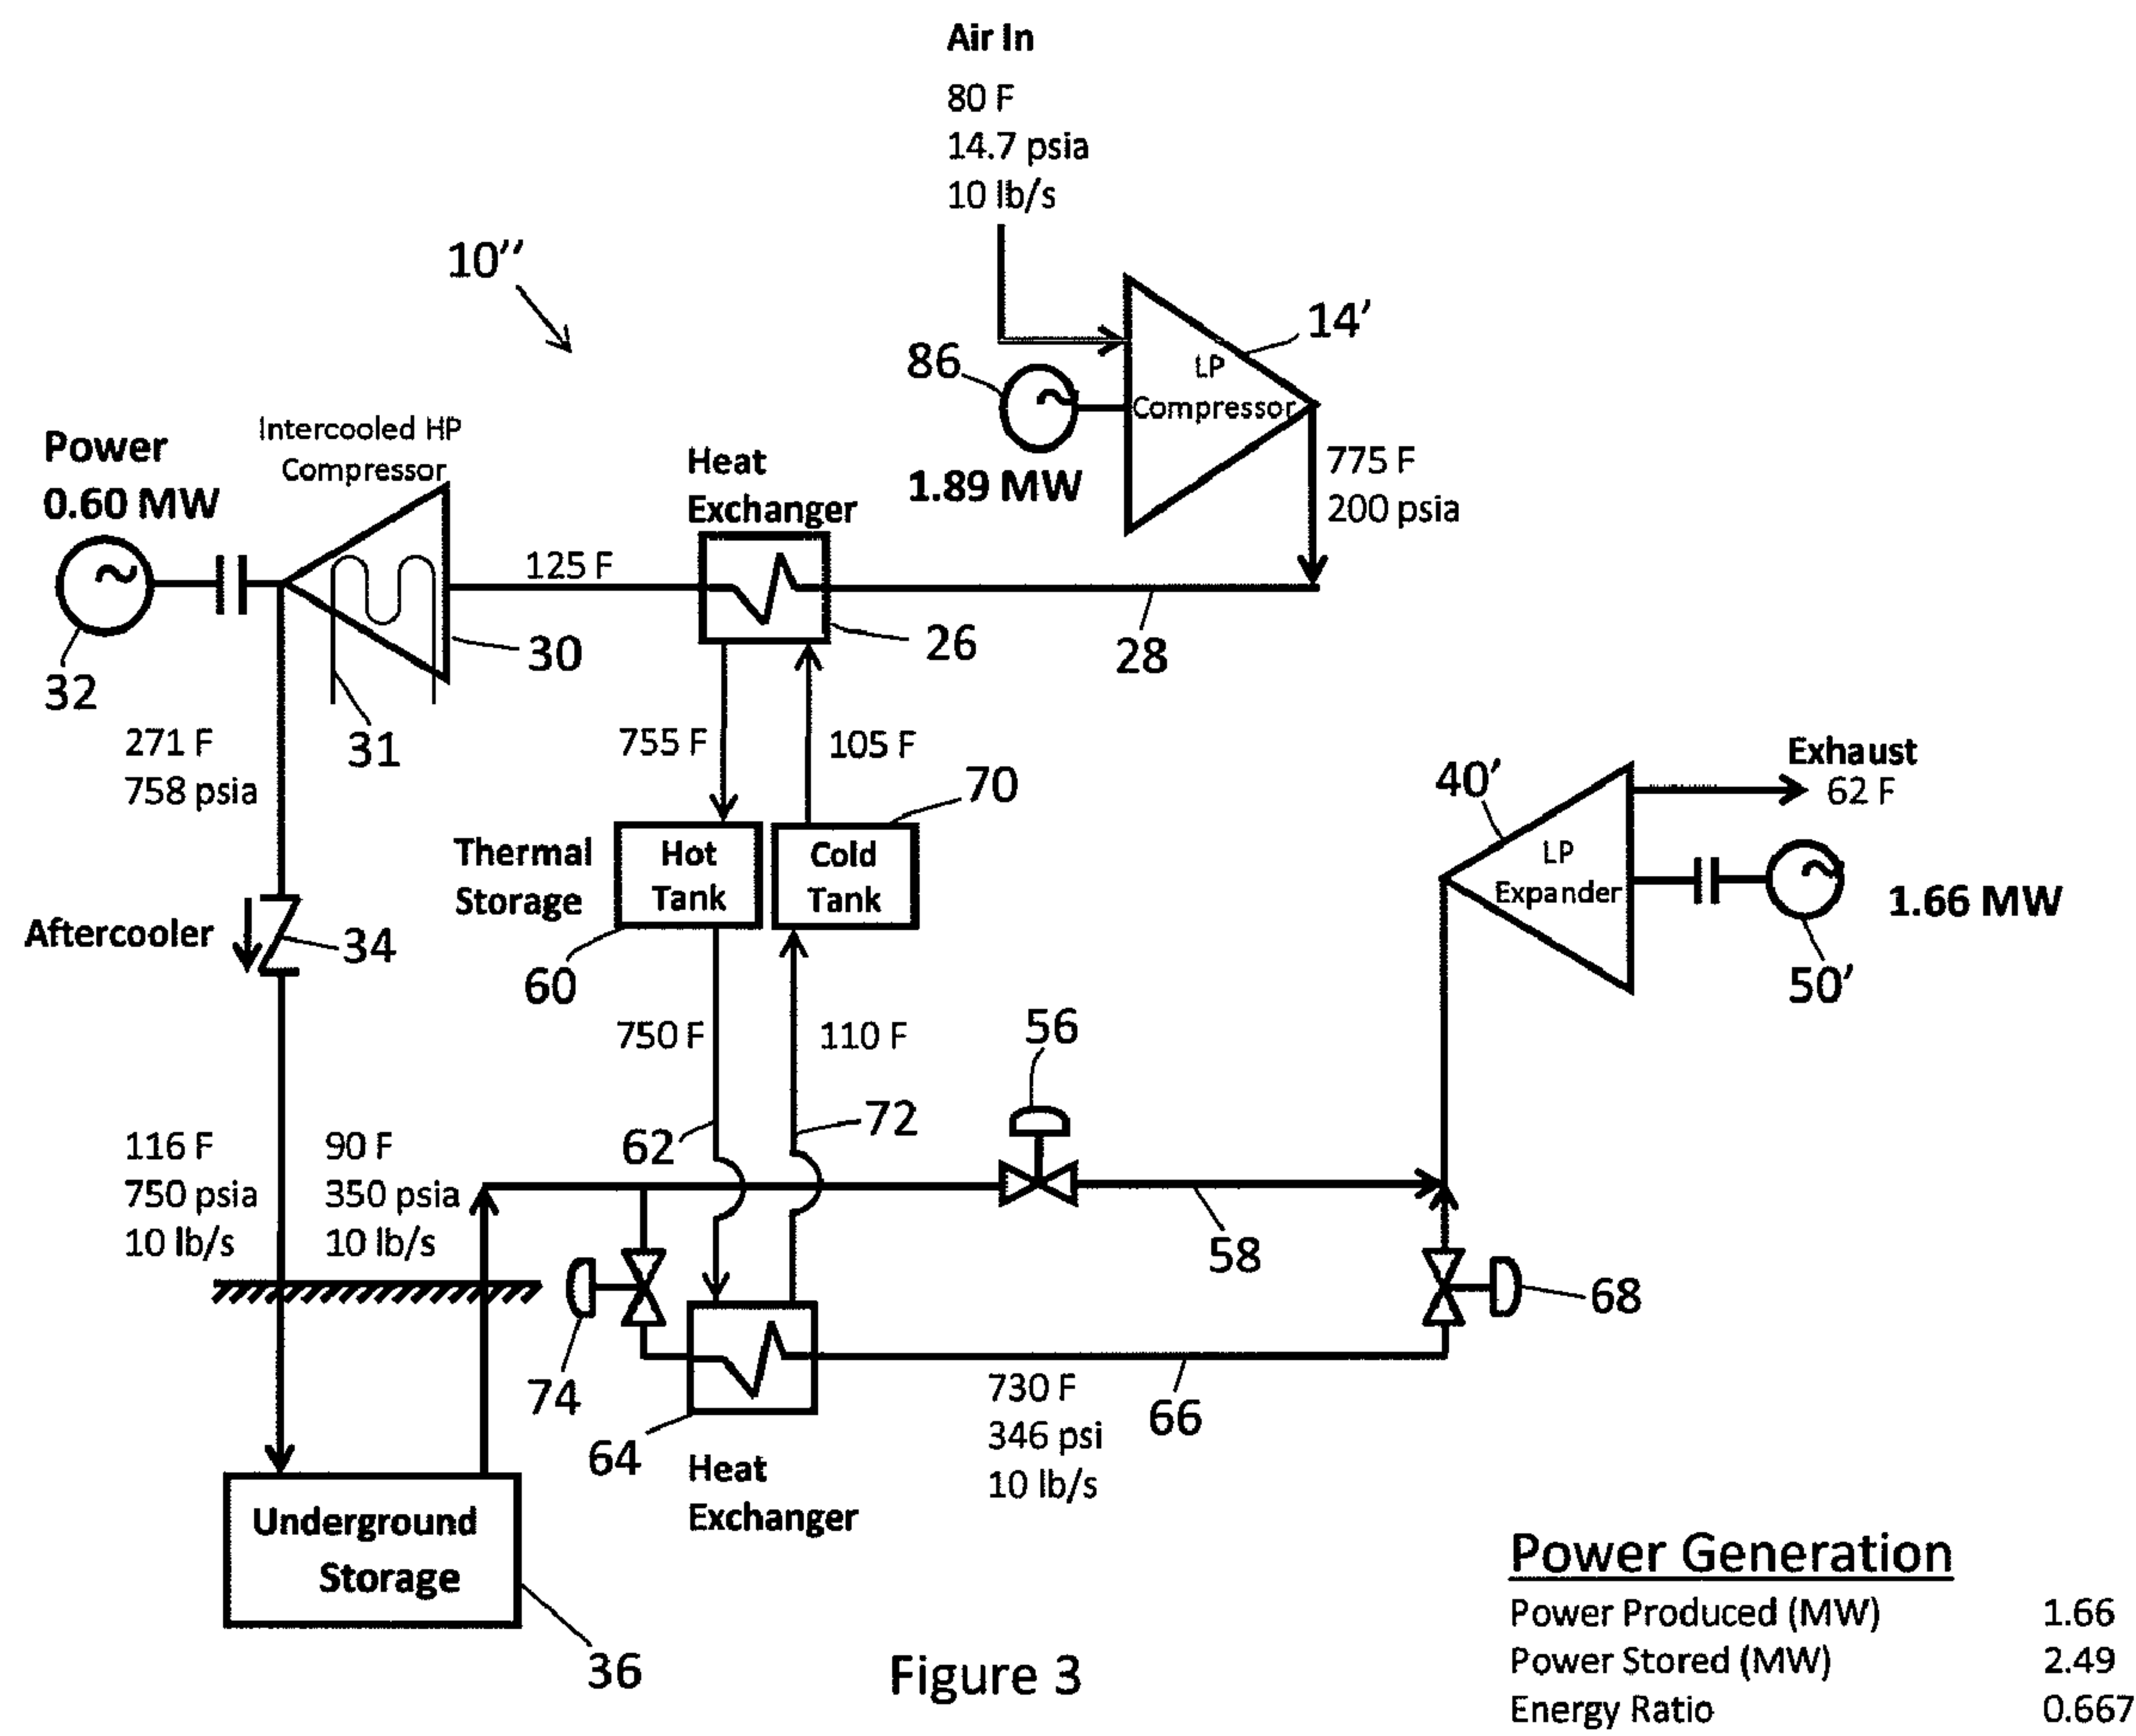 Air In
80 F
14.7 psia
10 lb/s
10’’
14’
LP
Compressor
86
1.89 MW
775 F
200 psia
Intercooled HP
Compressor
Power
0.60 MW
Heat
Exchanger
125 F
26
28
30
32
31
271 F
758 psia
755 F
105 F
70
Thermal
Storage
Hot
Tank
Cold
Tank
60
Aftercooler
34
40’
Exhaust
62 F
LP
Expander
1.66 MW
50’
750 F
110 F
56
62
72
116 F
750 psia
10 lb/s
90 F
350 psia
10 lb/s
58
74
68
64
Heat
Exchanger
730 F
346 psi
10 lb/s
66
Underground
Storage
36
Figure 3
Power Generation
Power Produced (MW) 1.66
Power Stored (MW) 2.49
Energy Ratio 0.667